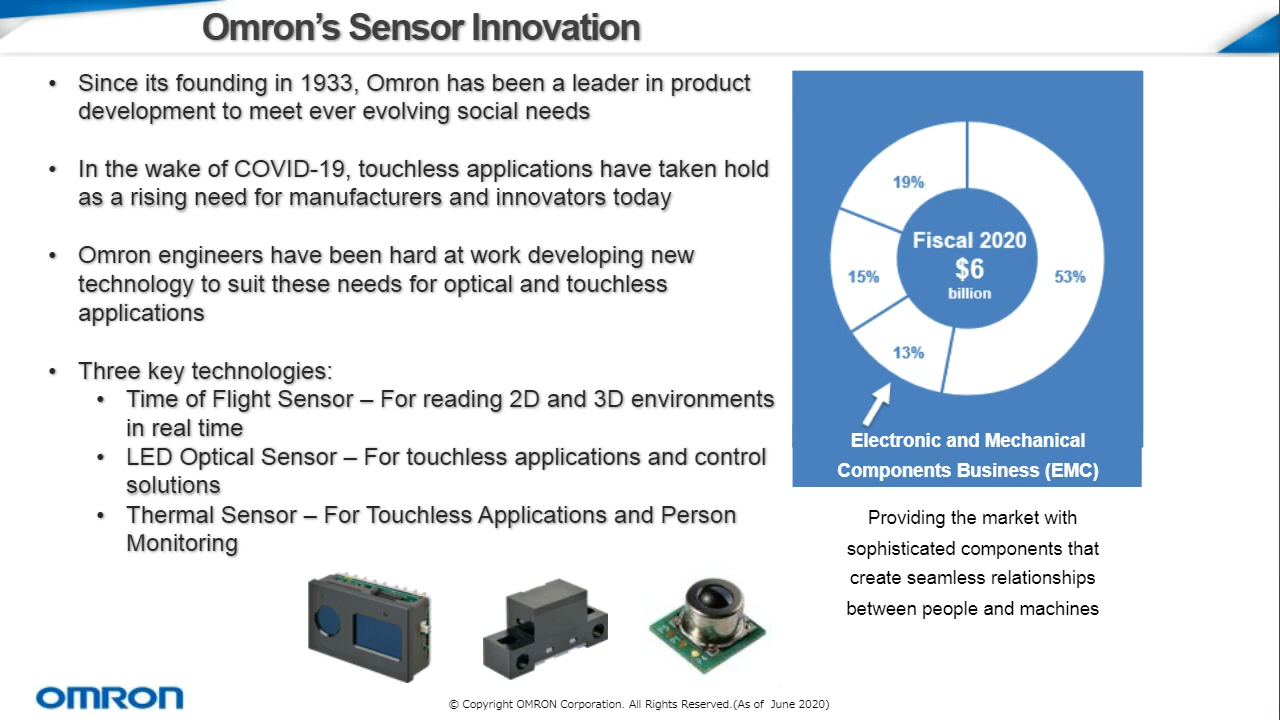 Omron’s Sensor Innovation
• Since its founding in 1933, Omron has been a leader in product
development to meet ever evolving social needs
• In the wake of COVID-19, touchless applications have taken hold
as a rising need for manufacturers and innovators today
• Omron engineers have been hard at work developing new
technology to suit these needs for optical and touchless
applications
• Three key technologies:
• Time of Flight Sensor – For reading 2D and 3D environments
in real time
• LED Optical Sensor – For touchless applications and control
solutions
• Thermal Sensor – For Touchless Applications and Person
Monitoring
19%
Fiscal 2020
$6
billion
15%
53%
13%
Electronic and Mechanical
Components Business (EMC)
Providing the market with
sophisticated components that
create seamless relationships
between people and machines
OMRON
© Copyright OMRON Corporation. All Rights Reserved.(As of June 2020)